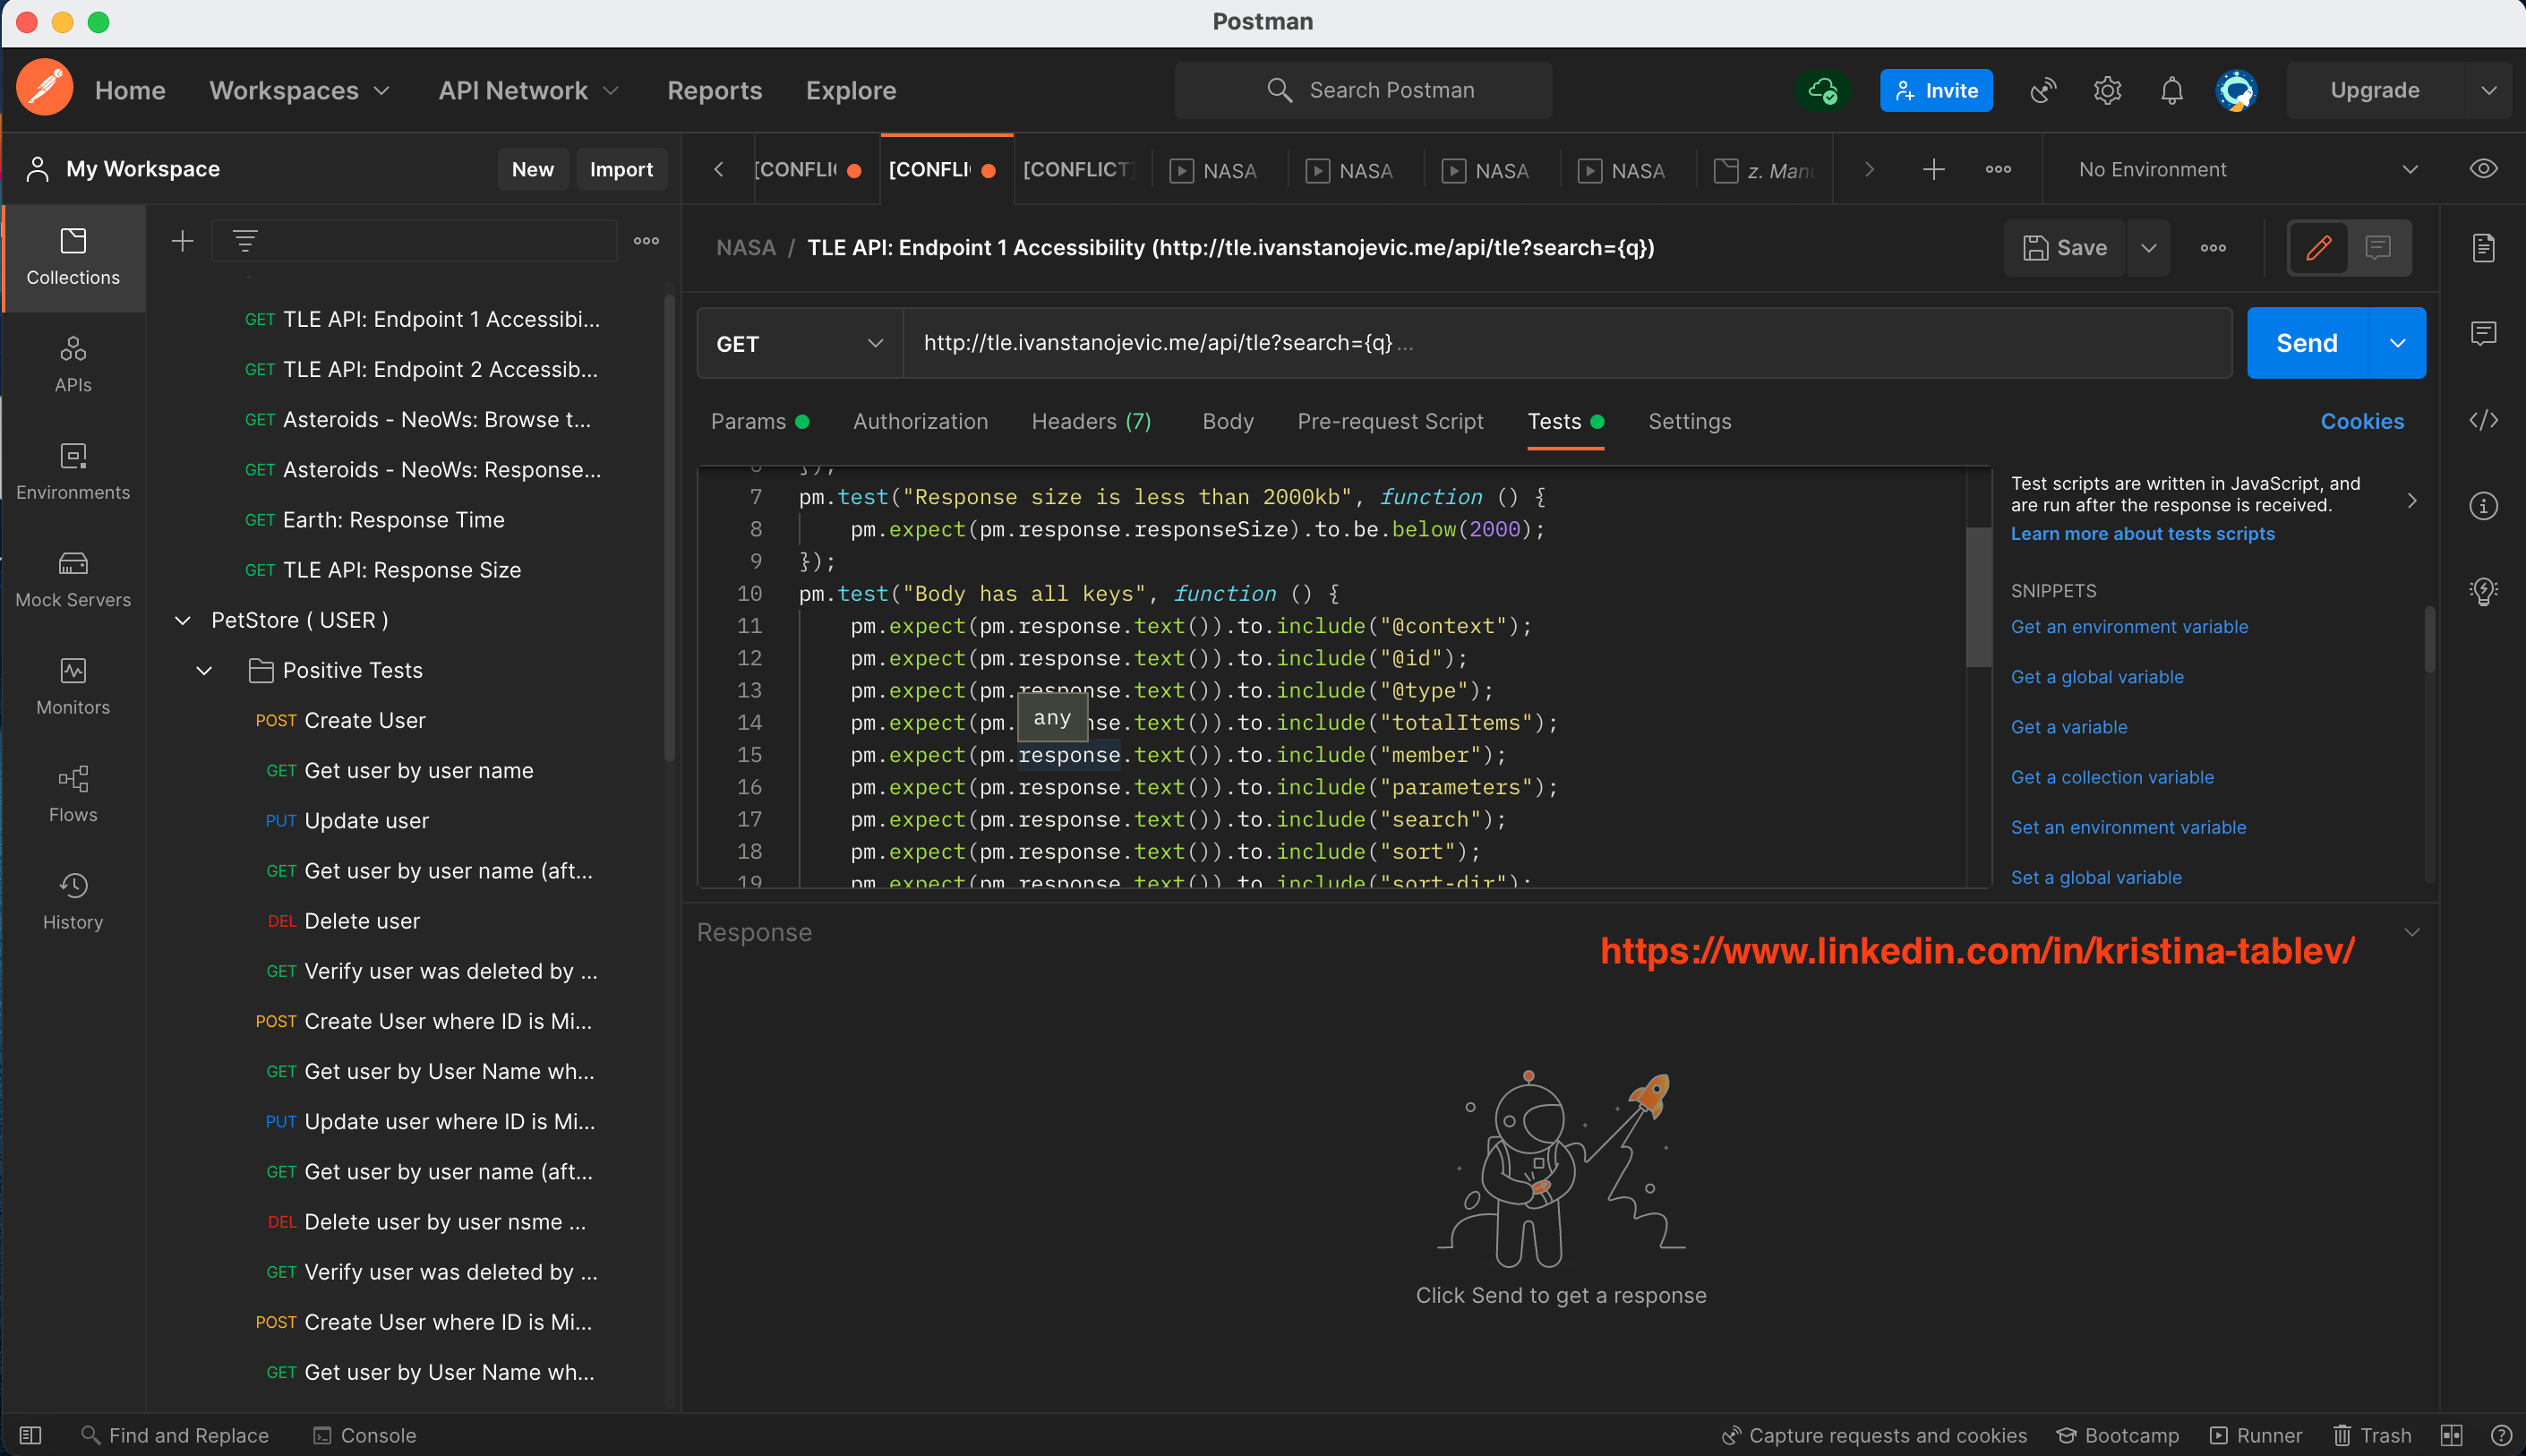 Postman
Home Workspaces API Network Reports Explore Search Postman Invite Upgrade
My Workspace New Import
[CONFLI [CONFLI [CONFLICT] NASA NASA NASA NASA z. Man No Environment
Collections
APIs
Environments
Mock Servers
Monitors
Flows
History
GET TLE API: Endpoint 1 Accessibi...
GET TLE API: Endpoint 2 Accessib...
GET Asteroids - NeoWs: Browse t...
GET Asteroids - NeoWs: Response...
GET Earth: Response Time
GET TLE API: Response Size
PetStore ( USER )
Positive Tests
POST Create User
GET Get user by user name
PUT Update user
GET Get user by user name (aft...
DEL Delete user
GET Verify user was deleted by ...
POST Create User where ID is Mi...
GET Get user by User Name wh...
PUT Update user where ID is Mi...
GET Get user by user name (aft...
DEL Delete user by user nsme ...
GET Verify user was deleted by ...
POST Create User where ID is Mi...
GET Get user by User Name wh...
NASA / TLE API: Endpoint 1 Accessibility (http://tle.ivanstanojevic.me/api/tle?search={q})
Save
GET http://tle.ivanstanojevic.me/api/tle?search={q} ...
Send
Params Authorization Headers (7) Body Pre-request Script Tests Settings Cookies
6 });
7 pm.test("Response size is less than 2000kb", function () {
8 pm.expect(pm.response.responseSize).to.be.below(2000);
9 });
10 pm.test("Body has all keys", function () {
11 pm.expect(pm.response.text()).to.include("@context");
12 pm.expect(pm.response.text()).to.include("@id");
13 pm.expect(pm.response.text()).to.include("@type");
any
14 pm.expect(pm. nse.text()).to.include("totalItems");
15 pm.expect(pm.response.text()).to.include("member");
16 pm.expect(pm.response.text()).to.include("parameters");
17 pm.expect(pm.response.text()).to.include("search");
18 pm.expect(pm.response.text()).to.include("sort");
19 pm.expect(pm.response.text()).to.include("sort-dir");
Test scripts are written in JavaScript, and
are run after the response is received.
Learn more about tests scripts
SNIPPETS
Get an environment variable
Get a global variable
Get a variable
Get a collection variable
Set an environment variable
Set a global variable
Response
https://www.linkedin.com/in/kristina-tablev/
Click Send to get a response
Find and Replace Console Capture requests and cookies Bootcamp Runner Trash